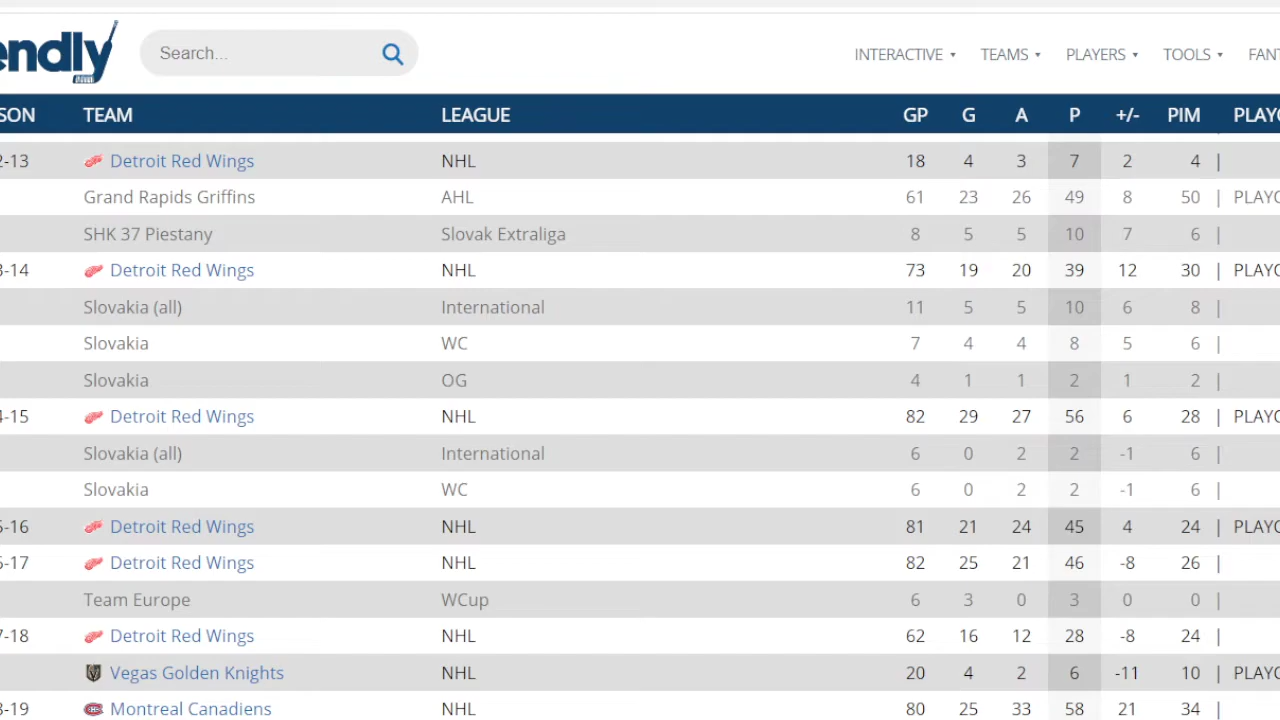 endly
Search...
INTERACTIVE TEAMS PLAYERS TOOLS FANT
SON TEAM LEAGUE GP G A P +/- PIM PLAYO
2-13 Detroit Red Wings NHL 18 4 3 7 2 4 |
Grand Rapids Griffins AHL 61 23 26 49 8 50 | PLAYO
SHK 37 Piestany Slovak Extraliga 8 5 5 10 7 6 |
3-14 Detroit Red Wings NHL 73 19 20 39 12 30 | PLAYO
Slovakia (all) International 11 5 5 10 6 8 |
Slovakia WC 7 4 4 8 5 6 |
Slovakia OG 4 1 1 2 1 2 |
4-15 Detroit Red Wings NHL 82 29 27 56 6 28 | PLAYO
Slovakia (all) International 6 0 2 2 -1 6 |
Slovakia WC 6 0 2 2 -1 6 |
5-16 Detroit Red Wings NHL 81 21 24 45 4 24 | PLAYO
6-17 Detroit Red Wings NHL 82 25 21 46 -8 26 |
Team Europe WCup 6 3 0 3 0 0 |
7-18 Detroit Red Wings NHL 62 16 12 28 -8 24 |
Vegas Golden Knights NHL 20 4 2 6 -11 10 | PLAYO
8-19 Montreal Canadiens NHL 80 25 33 58 21 34 |